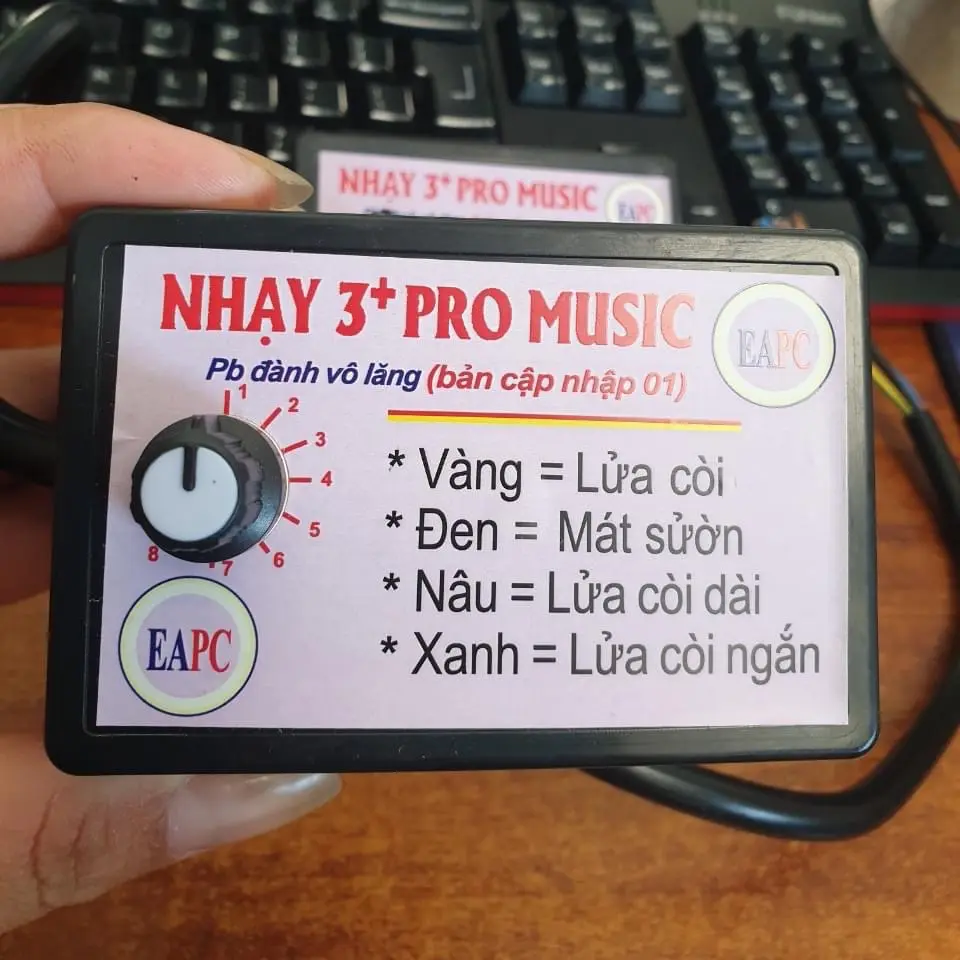 NHẠY 3+ PRO MUSIC
EAPC
NHẠY 3+ PRO MUSIC
EAPC
Pb đành vô lăng (bản cập nhập 01)
1
2
3
4
5
6
7
8
* Vàng = Lửa còi
* Đen = Mát sườn
* Nâu = Lửa còi dài
* Xanh = Lửa còi ngắn
EAPC